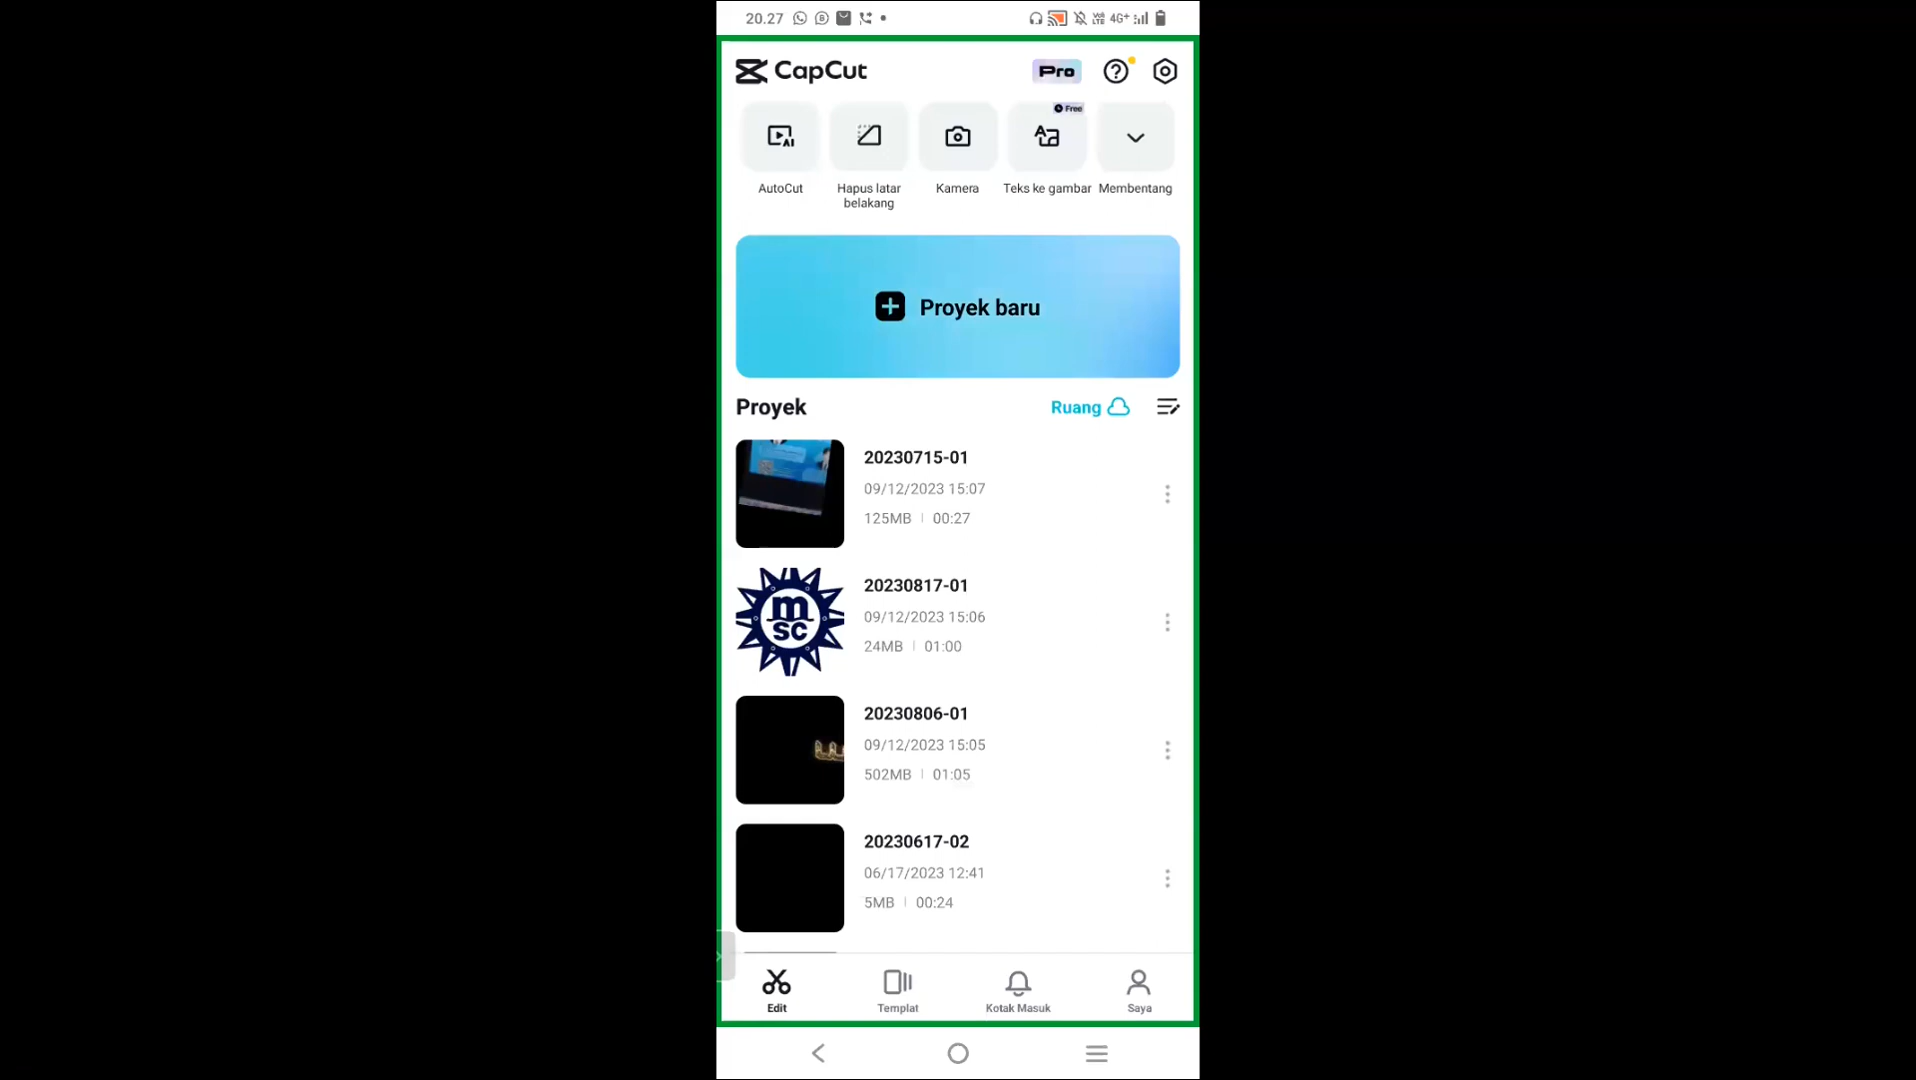 20.27
4G+
CapCut
Pro
Free
AutoCut
Hapus latar
belakang
Kamera
Teks ke gambar
Membentang
Proyek baru
Proyek
Ruang
20230715-01
09/12/2023 15:07
125MB | 00:27
msc
20230817-01
09/12/2023 15:06
24MB | 01:00
20230806-01
09/12/2023 15:05
502MB | 01:05
20230617-02
06/17/2023 12:41
5MB | 00:24
Edit
Templat
Kotak Masuk
Saya